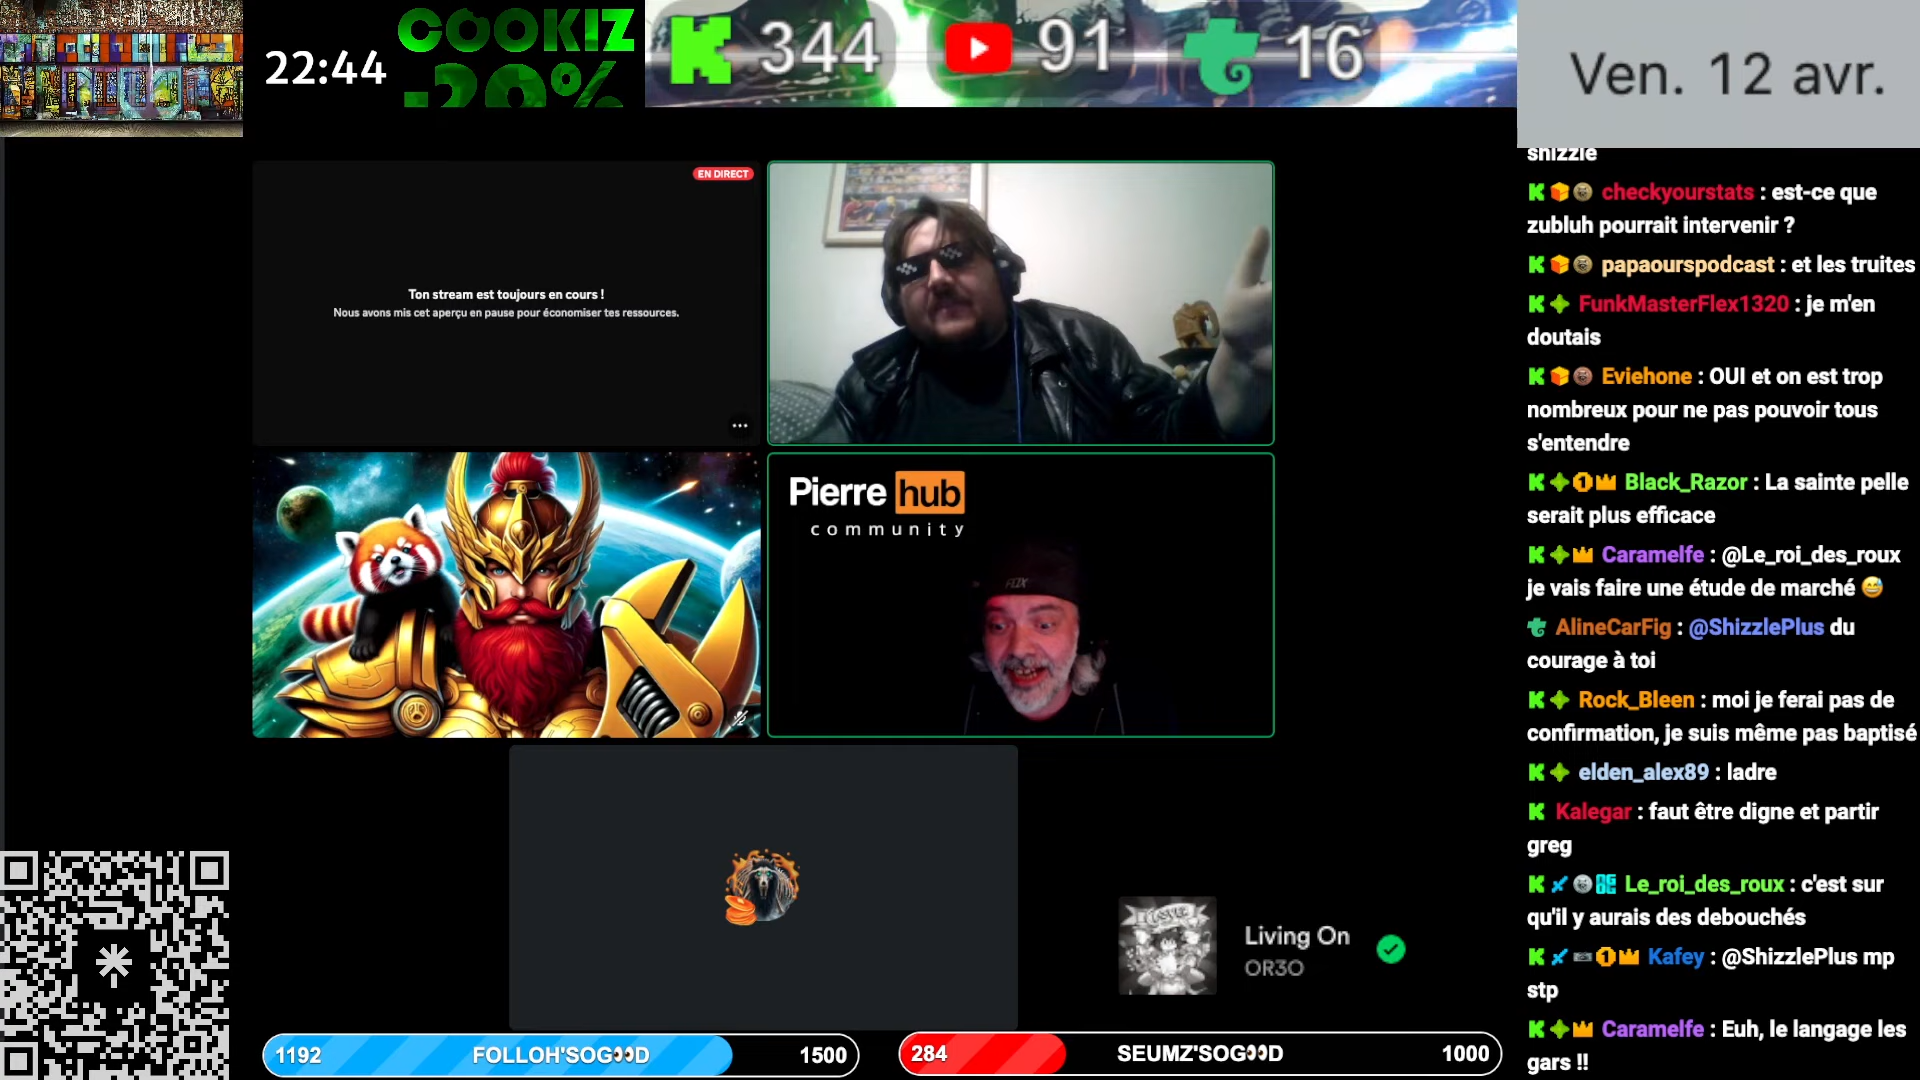 22:44
COOKIZ
-20%
344
91
16
Ven. 12 avr.
EN DIRECT
Ton stream est toujours en cours !
Nous avons mis cet aperçu en pause pour économiser tes ressources.
Pierre hub
community
Living On
OR3O
1192 FOLLOH'SOG👀D 1500
284 SEUMZ'SOG👀D 1000
shizzle
checkyourstats : est-ce que
zubluh pourrait intervenir ?
papaourspodcast : et les truites
FunkMasterFlex1320 : je m'en
doutais
Eviehone : OUI et on est trop
nombreux pour ne pas pouvoir tous
s'entendre
Black_Razor : La sainte pelle
serait plus efficace
Caramelfe : @Le_roi_des_roux
je vais faire une étude de marché 😅
AlineCarFig : @ShizzlePlus du
courage à toi
Rock_Bleen : moi je ferai pas de
confirmation, je suis même pas baptisé
elden_alex89 : ladre
Kalegar : faut être digne et partir
greg
Le_roi_des_roux : c'est sur
qu'il y aurais des debouchés
Kafey : @ShizzlePlus mp
stp
Caramelfe : Euh, le langage les
gars !!